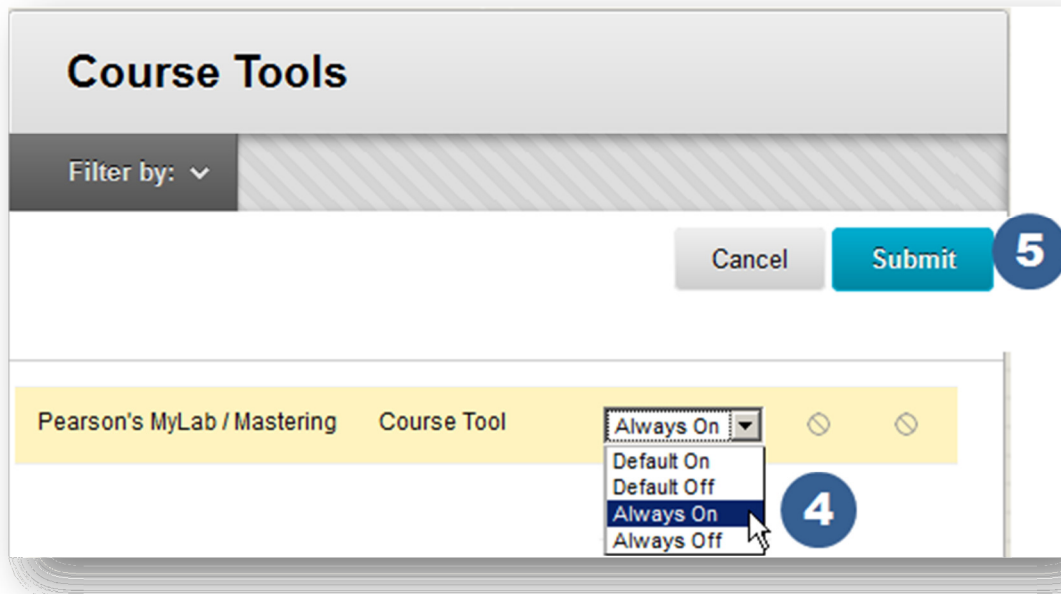 Course Tools
Filter by:
Cancel Submit 5
Pearson's MyLab / Mastering Course Tool Always On
Default On
Default Off
Always On 4
Always Off